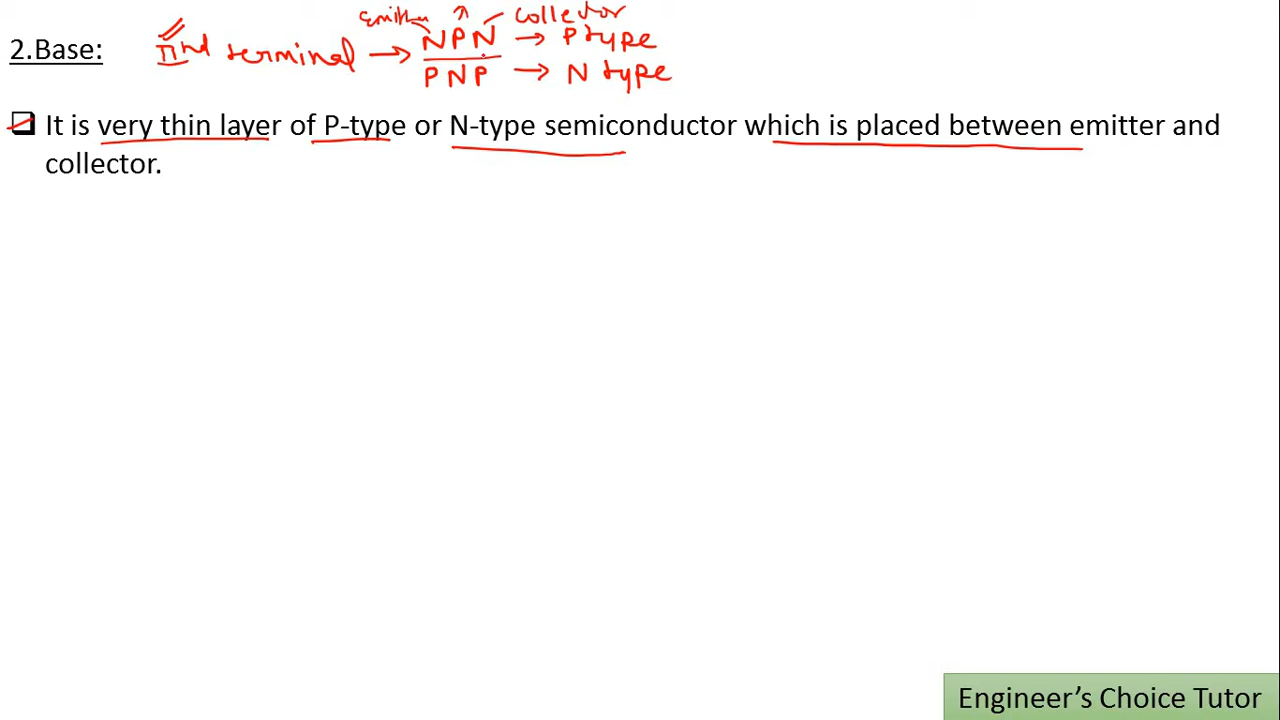 Emitter collector
2.Base: IInd terminal → NPN → P type
PNP → N type
It is very thin layer of P-type or N-type semiconductor which is placed between emitter and
collector.
Engineer's Choice Tutor